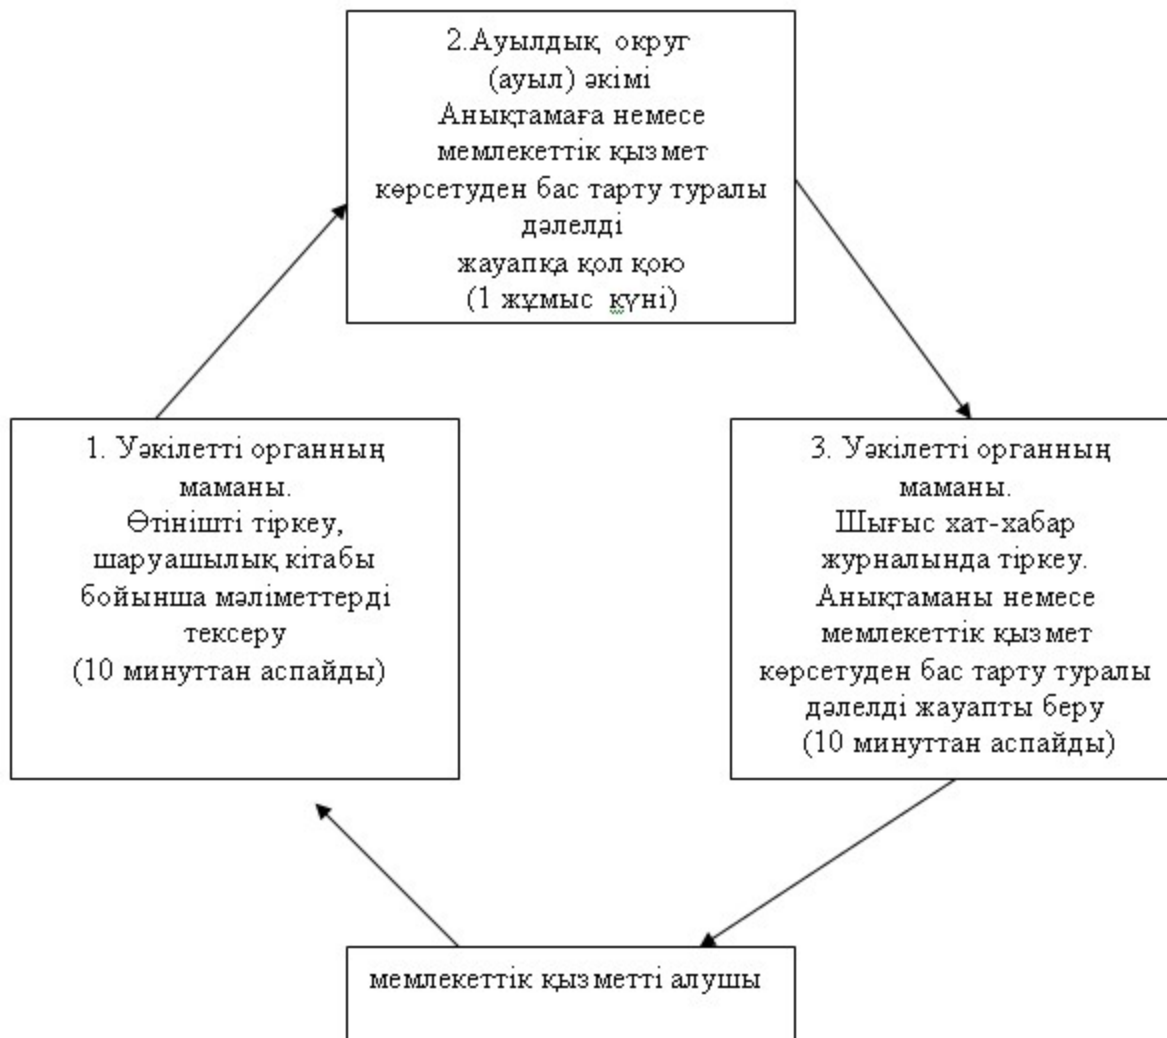 2.Ауылдық округ
(ауыл) әкімі
Анықтамаға немесе
мемлекеттік қызмет
көрсетуден бас тарту туралы
дәлелді
жауапқа қол қою
(1 жұмыс күні)
1. Уәкілетті органның
маманы.
Өтінішті тіркеу,
шаруашылық кітабы
бойынша мәліметтерді
тексеру
(10 минуттан аспайды)
3. Уәкілетті органның
маманы.
Шығыс хат-хабар
журналында тіркеу.
Анықтаманы немесе
мемлекеттік қызмет
көрсетуден бас тарту туралы
дәлелді жауапты беру
(10 минуттан аспайды)
мемлекеттік қызметті алушы